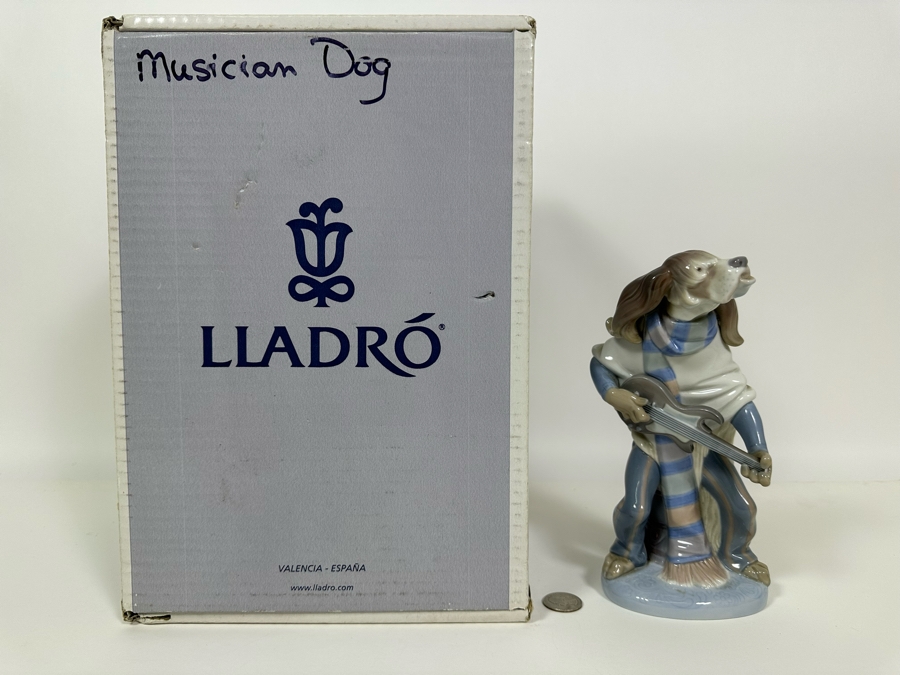 Musician Dog
LLADRÓ®
VALENCIA - ESPAÑA
www.lladro.com